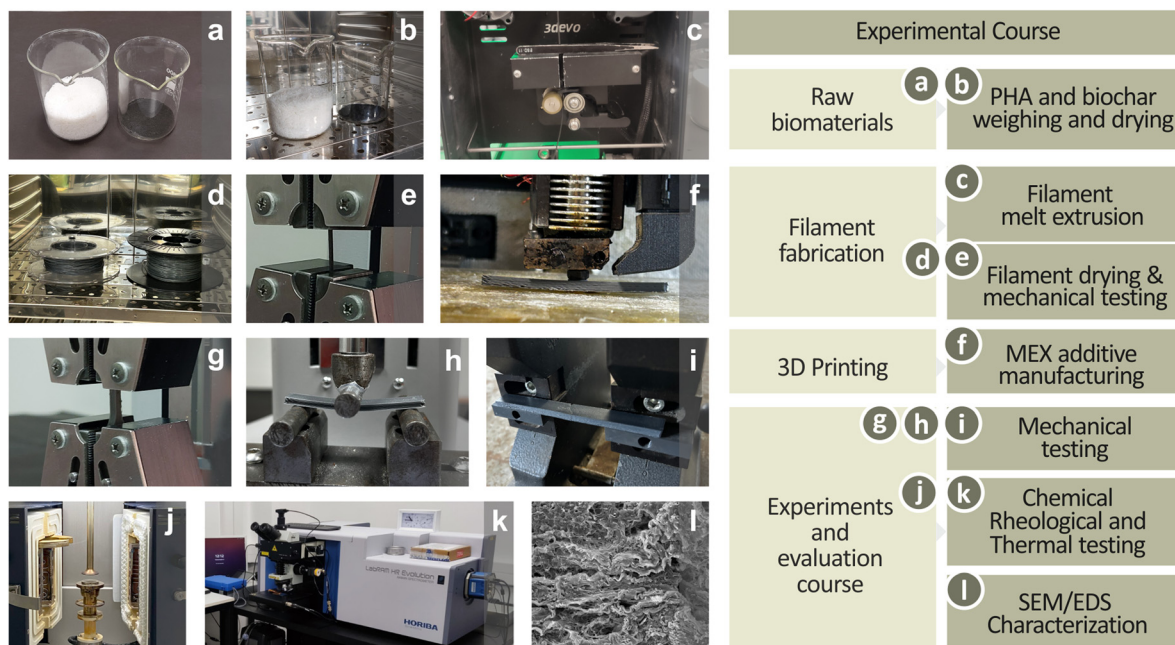 a
b
c
3devo
d
e
f
g
h
i
j
k
LabRAM HR Evolution
HORIBA
l
Experimental Course
Raw
biomaterials
a
b
PHA and biochar
weighing and drying
Filament
fabrication
c
Filament
melt extrusion
d
e
Filament drying &
mechanical testing
3D Printing
f
MEX additive
manufacturing
Experiments
and
evaluation
course
g
h
i
Mechanical
testing
j
k
Chemical
Rheological and
Thermal testing
l
SEM/EDS
Characterization